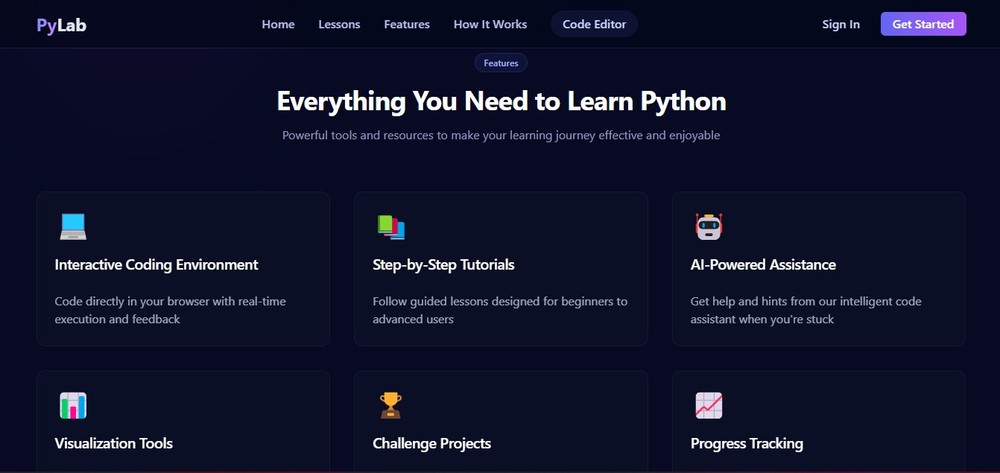 PyLab
Home
Lessons
Features
How It Works
Code Editor
Sign In
Get Started
Features
Everything You Need to Learn Python
Powerful tools and resources to make your learning journey effective and enjoyable
Interactive Coding Environment
Code directly in your browser with real-time
execution and feedback
Step-by-Step Tutorials
Follow guided lessons designed for beginners to
advanced users
AI-Powered Assistance
Get help and hints from our intelligent code
assistant when you're stuck
Visualization Tools
Challenge Projects
Progress Tracking